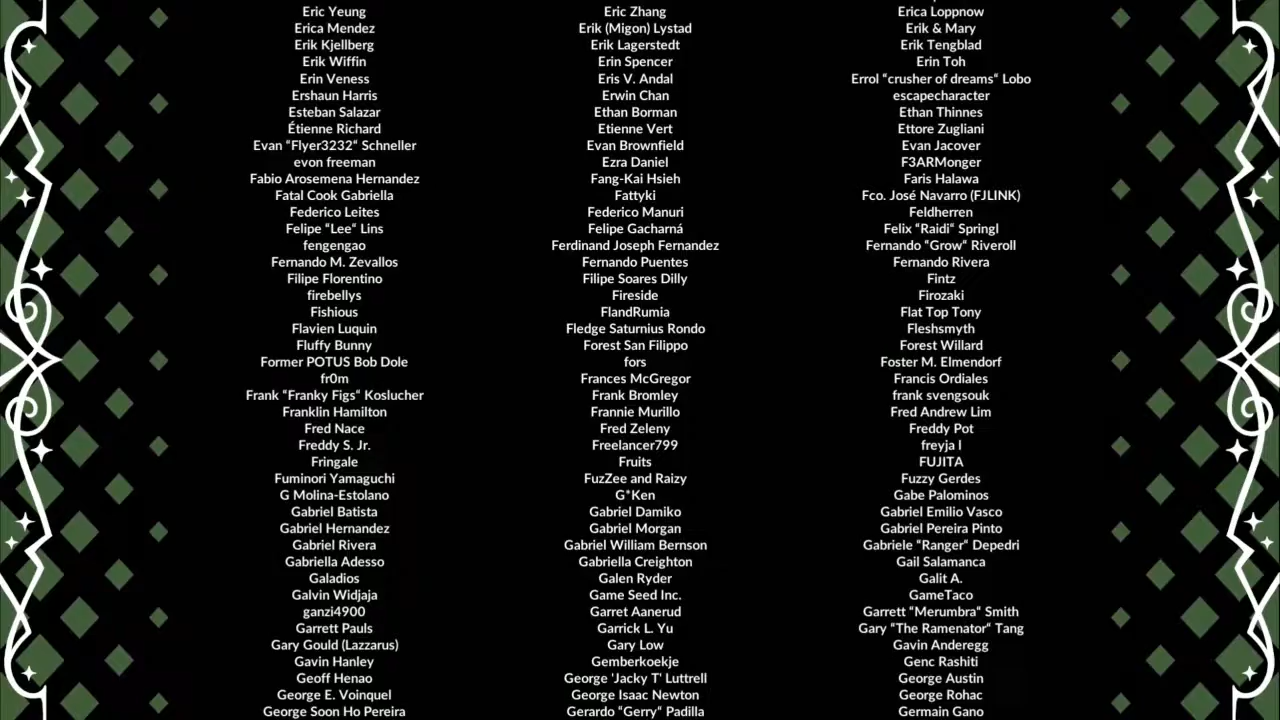 Eric Yeung Eric Zhang Erica Loppnow
Erica Mendez Erik (Migon) Lystad Erik & Mary
Erik Kjellberg Erik Lagerstedt Erik Tengblad
Erik Wiffin Erin Spencer Erin Toh
Erin Veness Eris V. Andal Errol “crusher of dreams“ Lobo
Ershaun Harris Erwin Chan escapecharacter
Esteban Salazar Ethan Borman Ethan Thinnes
Étienne Richard Etienne Vert Ettore Zugliani
Evan “Flyer3232“ Schneller Evan Brownfield Evan Jacover
evon freeman Ezra Daniel F3ARMonger
Fabio Arosemena Hernandez Fang-Kai Hsieh Faris Halawa
Fatal Cook Gabriella Fattyki Fco. José Navarro (FJLINK)
Federico Leites Federico Manuri Feldherren
Felipe “Lee“ Lins Felipe Gacharná Felix “Raidi“ Springl
fengengao Ferdinand Joseph Fernandez Fernando “Grow“ Riveroll
Fernando M. Zevallos Fernando Puentes Fernando Rivera
Filipe Florentino Filipe Soares Dilly Fintz
firebellys Fireside Firozaki
Fishious FlandRumia Flat Top Tony
Flavien Luquin Fledge Saturnius Rondo Fleshsmyth
Fluffy Bunny Forest San Filippo Forest Willard
Former POTUS Bob Dole fors Foster M. Elmendorf
fr0m Frances McGregor Francis Ordiales
Frank “Franky Figs“ Koslucher Frank Bromley frank svengsouk
Franklin Hamilton Frannie Murillo Fred Andrew Lim
Fred Nace Fred Zeleny Freddy Pot
Freddy S. Jr. Freelancer799 freyja l
Fringale Fruits FUJITA
Fuminori Yamaguchi FuzZee and Raizy Fuzzy Gerdes
G Molina-Estolano G*Ken Gabe Palominos
Gabriel Batista Gabriel Damiko Gabriel Emilio Vasco
Gabriel Hernandez Gabriel Morgan Gabriel Pereira Pinto
Gabriel Rivera Gabriel William Bernson Gabriele “Ranger“ Depedri
Gabriella Adesso Gabriella Creighton Gail Salamanca
Galadios Galen Ryder Galit A.
Galvin Widjaja Game Seed Inc. GameTaco
ganzi4900 Garret Aanerud Garrett “Merumbra“ Smith
Garrett Pauls Garrick L. Yu Gary “The Ramenator“ Tang
Gary Gould (Lazzarus) Gary Low Gavin Anderegg
Gavin Hanley Gemberkoekje Genc Rashiti
Geoff Henao George 'Jacky T' Luttrell George Austin
George E. Voinquel George Isaac Newton George Rohac
George Soon Ho Pereira Gerardo “Gerry“ Padilla Germain Gano